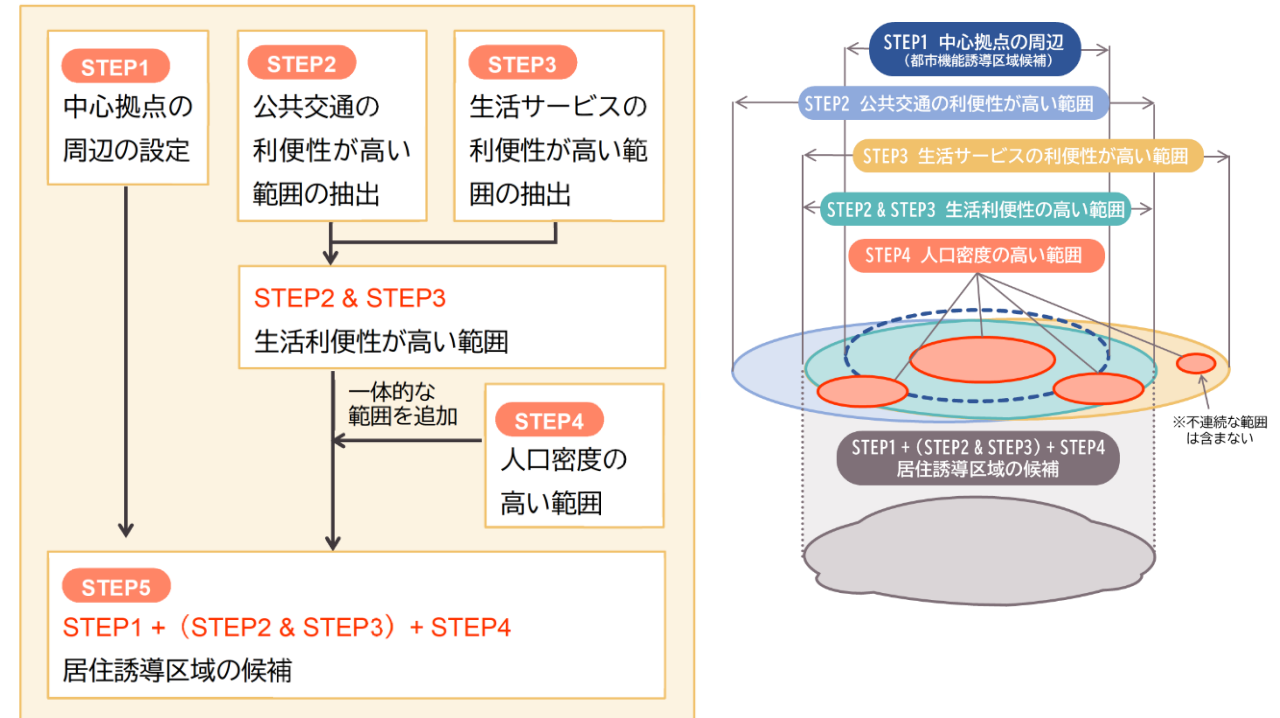 STEP1
中心拠点の
周辺の設定
STEP2
公共交通の
利便性が高い
範囲の抽出
STEP3
生活サービスの
利便性が高い範
囲の抽出
STEP2 & STEP3
生活利便性が高い範囲
一体的な
範囲を追加
STEP4
人口密度の
高い範囲
STEP5
STEP1 +（STEP2 & STEP3）+ STEP4
居住誘導区域の候補
STEP1 中心拠点の周辺
（都市機能誘導区域候補）
STEP2 公共交通の利便性が高い範囲
STEP3 生活サービスの利便性が高い範囲
STEP2 & STEP3 生活利便性の高い範囲
STEP4 人口密度の高い範囲
※不連続な範囲
は含まない
STEP1 +（STEP2 & STEP3）+ STEP4
居住誘導区域の候補